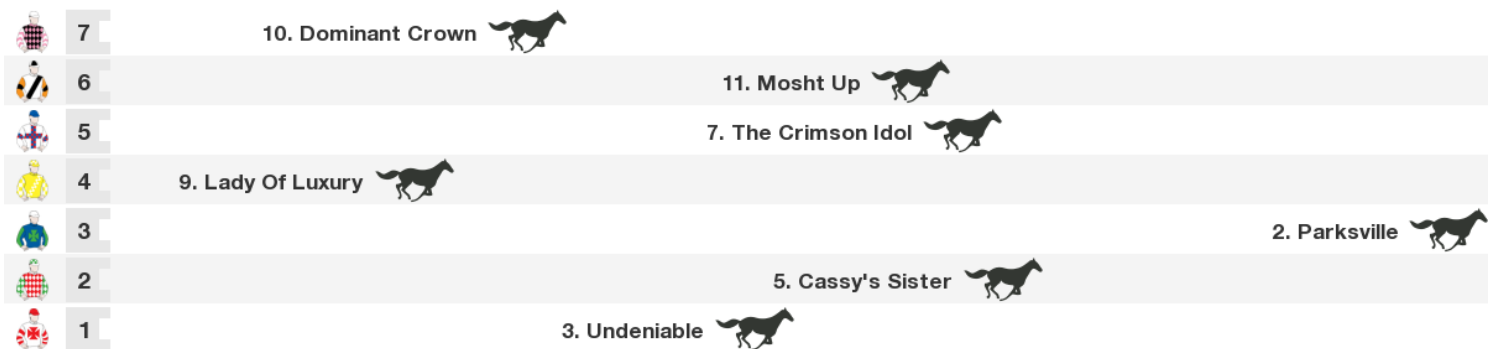 7 10. Dominant Crown
6 11. Mosht Up
5 7. The Crimson Idol
4 9. Lady Of Luxury
3 2. Parksville
2 5. Cassy's Sister
1 3. Undeniable